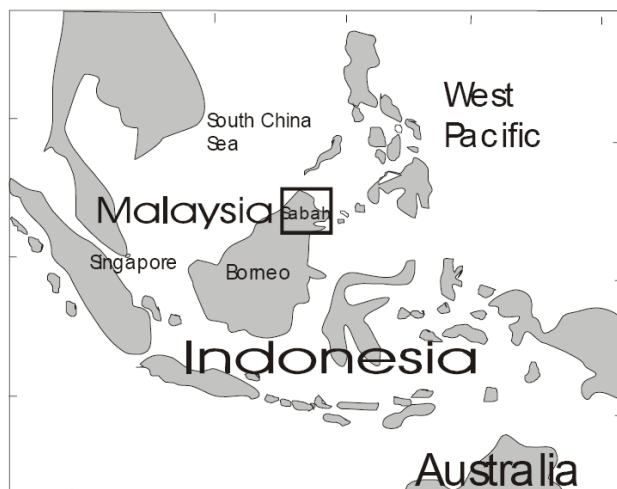 West
Pacific
South China
Sea
Malaysia
Sabah
Singapore
Borneo
Indonesia
Australia